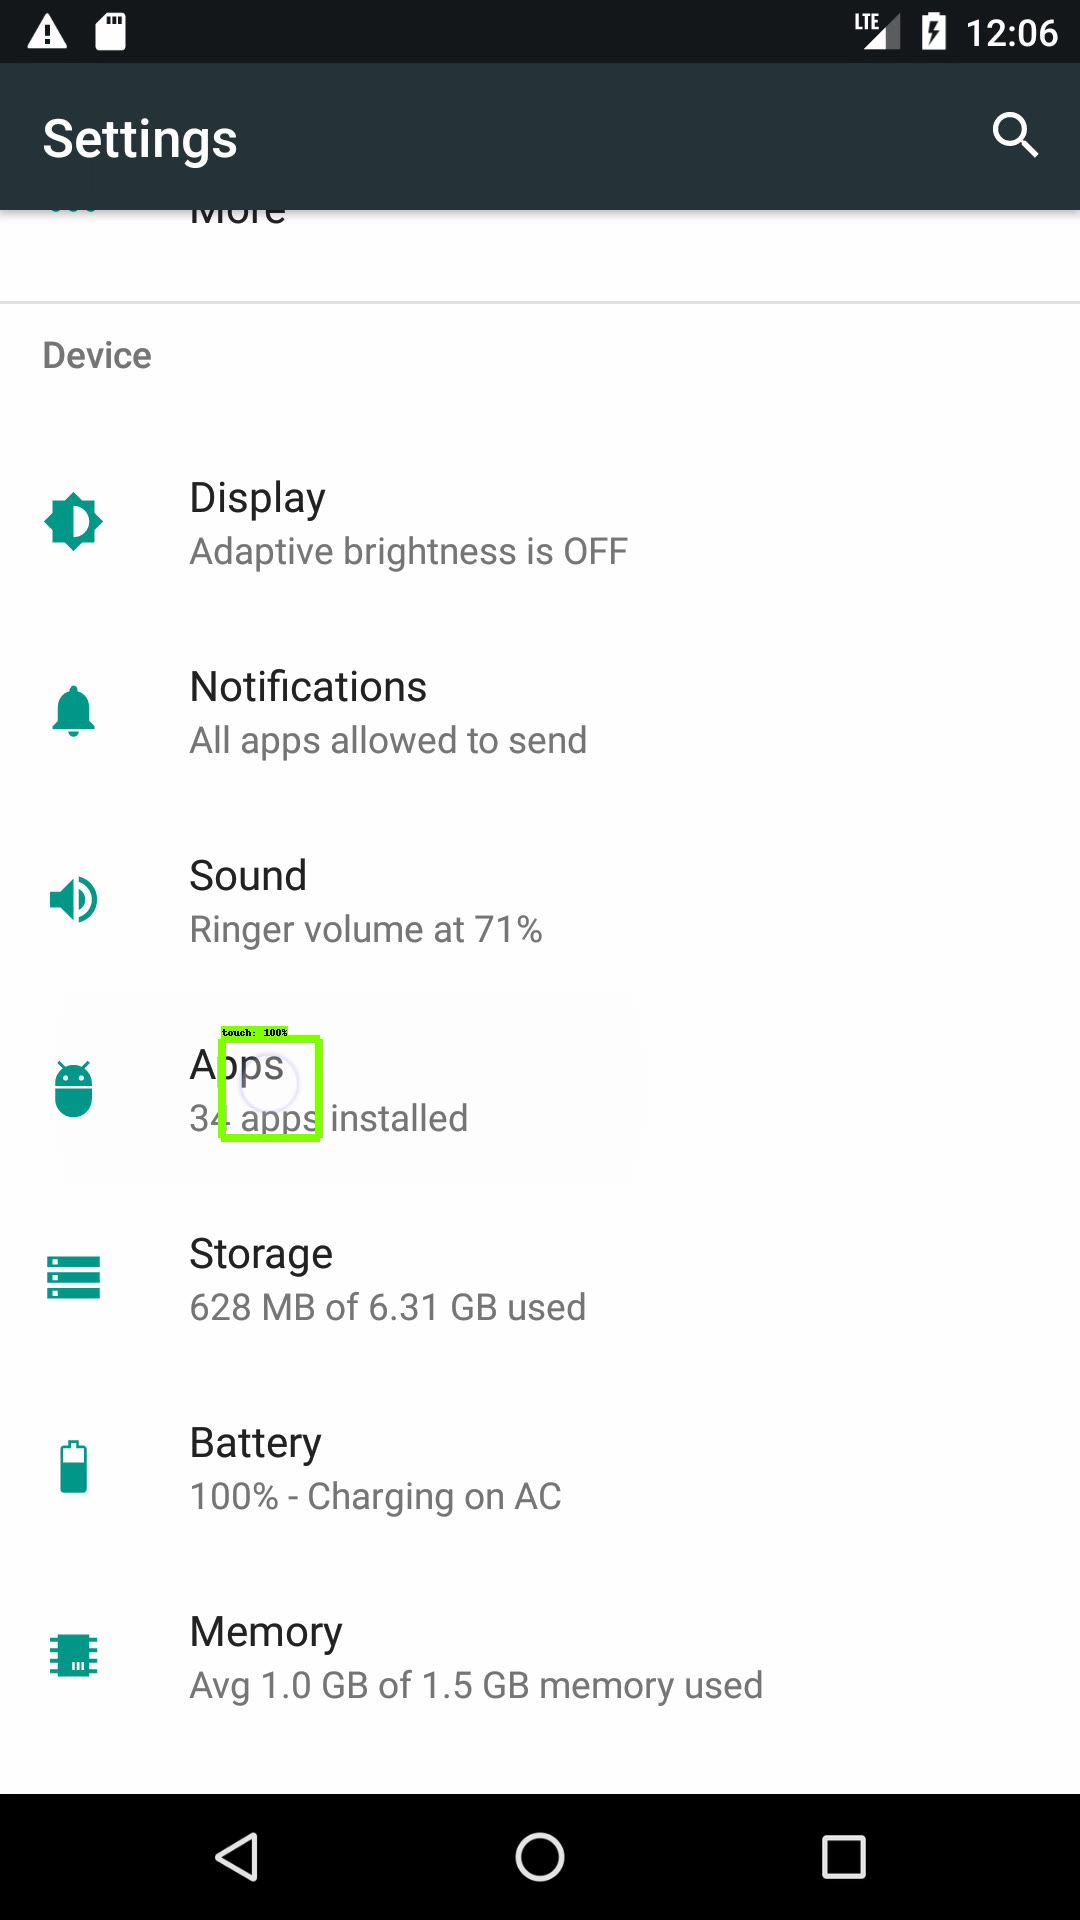 LTE 12:06
Settings
More
Device
Display
Adaptive brightness is OFF
Notifications
All apps allowed to send
Sound
Ringer volume at 71%
touch: 100%
Apps
34 apps installed
Storage
628 MB of 6.31 GB used
Battery
100% - Charging on AC
Memory
Avg 1.0 GB of 1.5 GB memory used